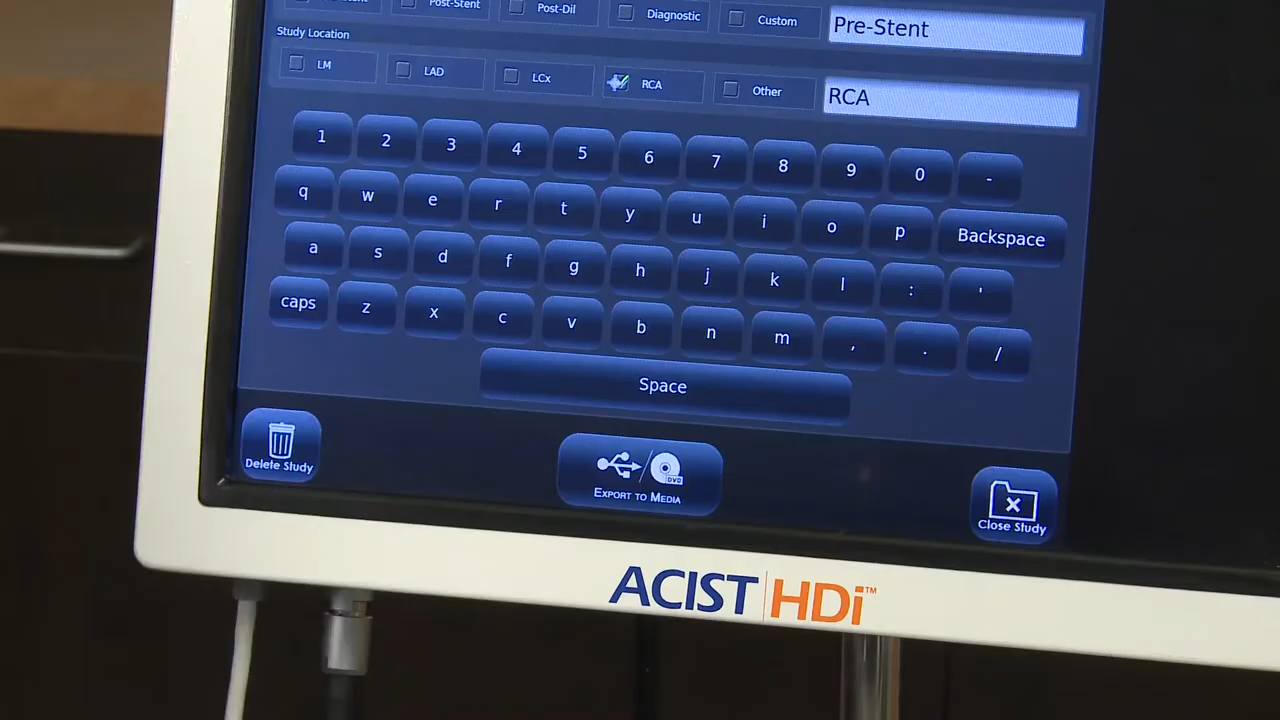 Post-Stent Post-Dil Diagnostic Custom Pre-Stent
Study Location
LM LAD LCx RCA Other RCA
1 2 3 4 5 6 7 8 9 0 -
q w e r t y u i o p Backspace
a s d f g h j k l : '
caps z x c v b n m , . /
Space
Delete Study
DVD
EXPORT TO MEDIA
Close Study
ACIST HDi™